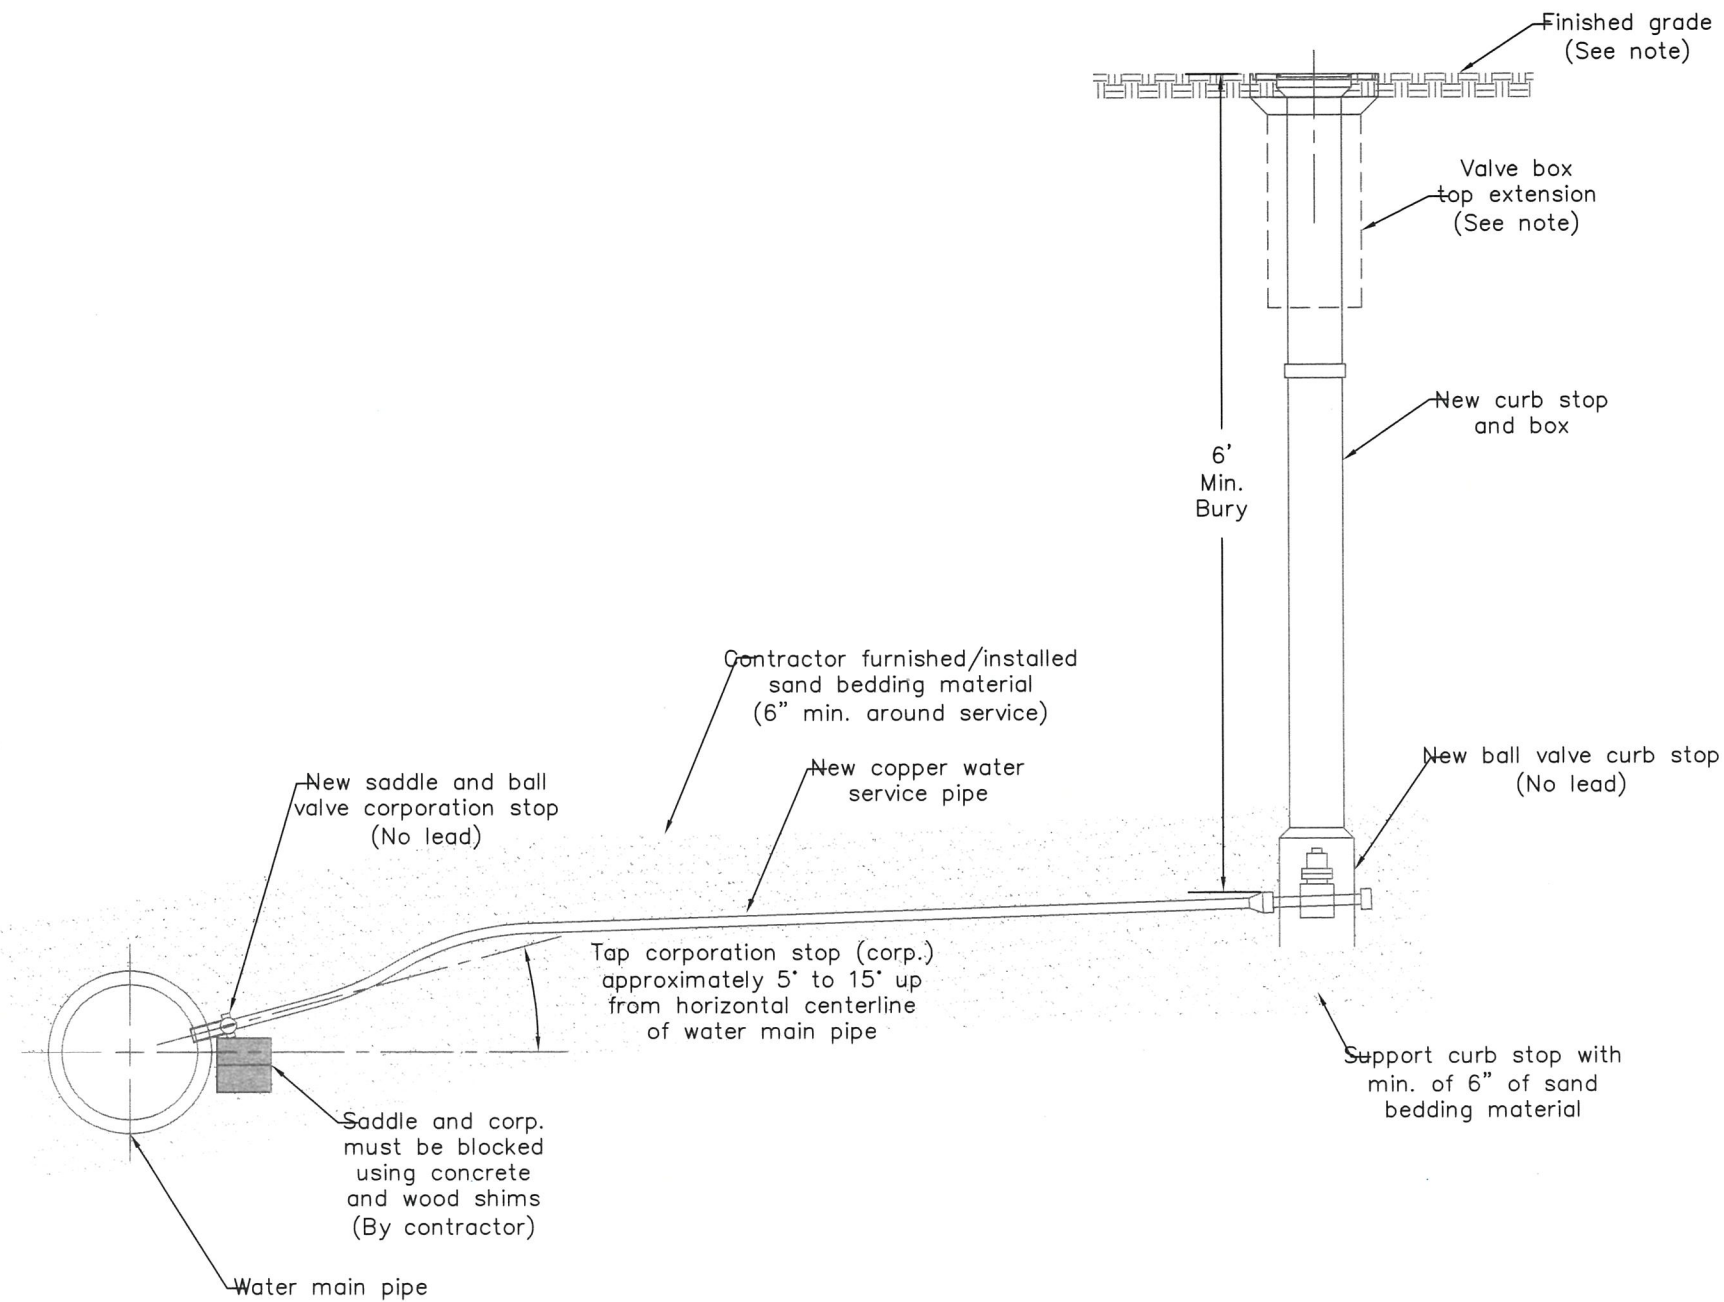 Finished grade
(See note)
Valve box
top extension
(See note)
New curb stop
and box
6'
Min.
Bury
Contractor furnished/installed
sand bedding material
(6" min. around service)
New ball valve curb stop
(No lead)
New copper water
service pipe
New saddle and ball
valve corporation stop
(No lead)
Tap corporation stop (corp.)
approximately 5° to 15° up
from horizontal centerline
of water main pipe
Support curb stop with
min. of 6" of sand
bedding material
Saddle and corp.
must be blocked
using concrete
and wood shims
(By contractor)
Water main pipe